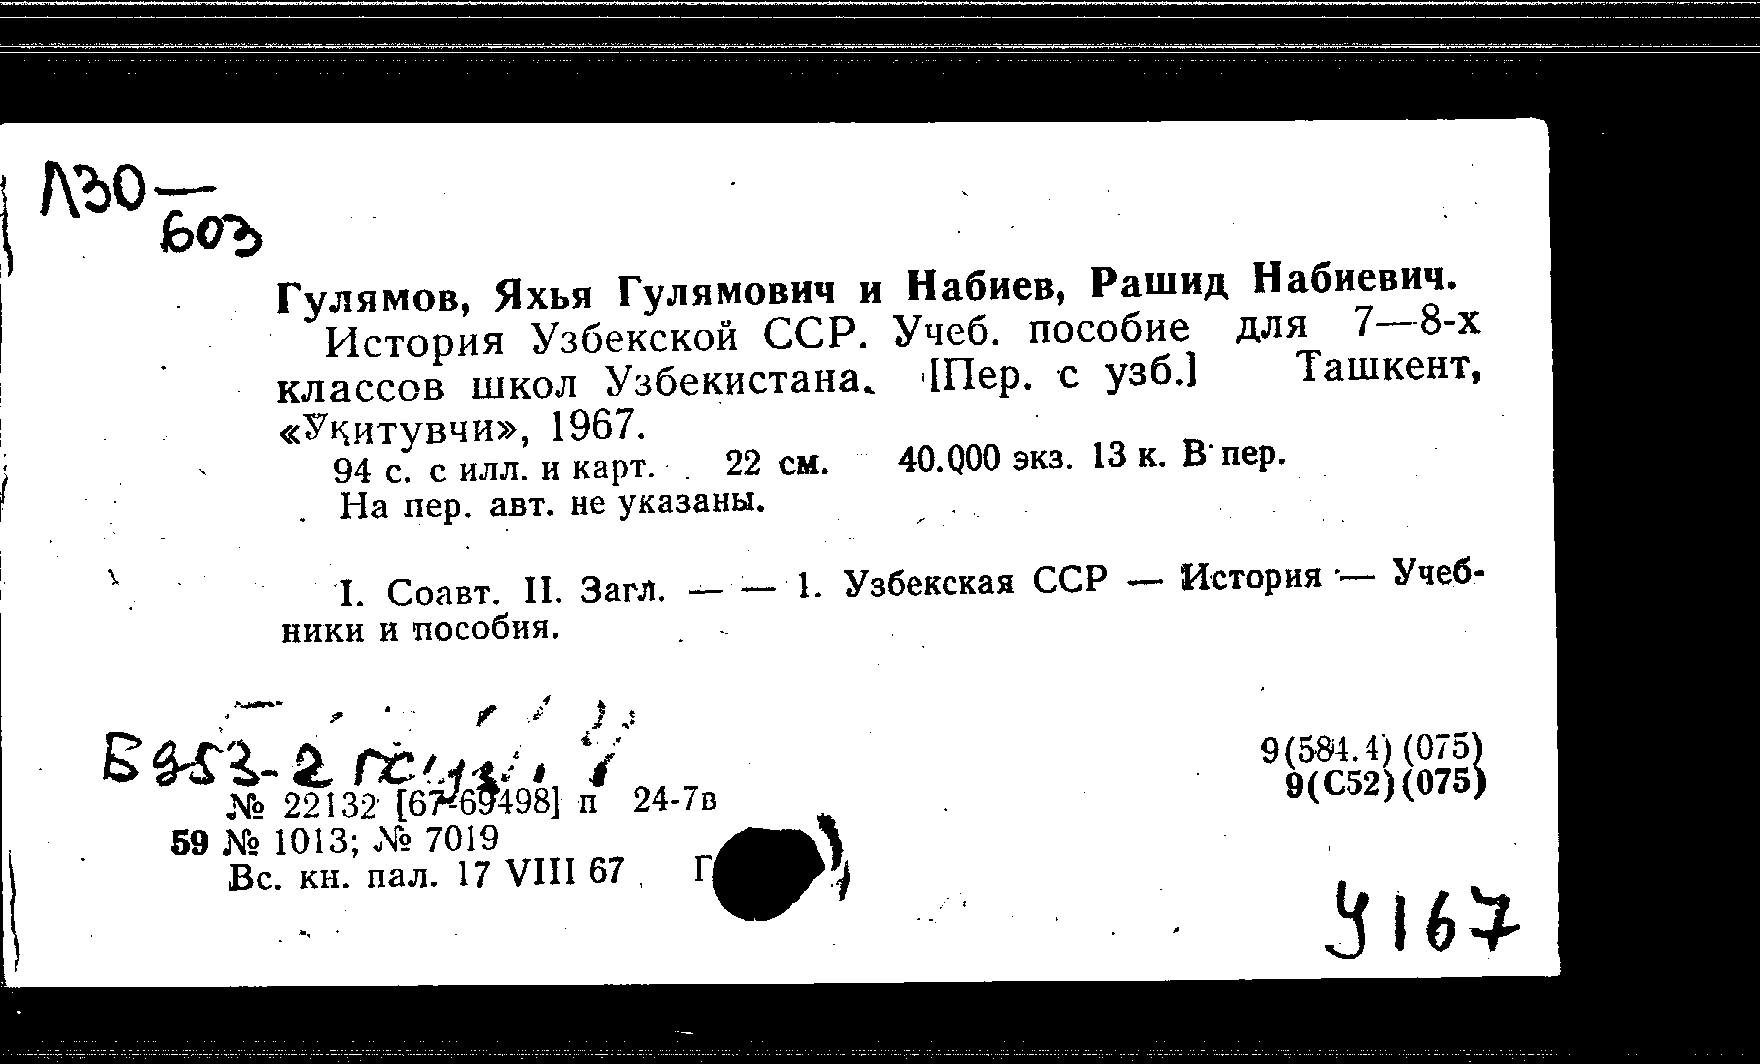 Л30—
603
Гулямов, Яхья Гулямович и Набиев, Рашид Набиевич.
История Узбекской ССР. Учеб. пособие для 7—8-х
классов школ Узбекистана. [Пер. с узб.] Ташкент,
«Ўқитувчи», 1967.
94 с. с илл. и карт. 22 см. 40.000 экз. 13 к. В пер.
На пер. авт. не указаны.
I. Соавт. II. Загл. — — 1. Узбекская ССР — История — Учеб-
ники и пособия.
9(584.4) (075)
9(С52) (075)
№ 22132 [67-69498] п 24-7в
59 № 1013; № 7019
Вс. кн. пал. 17 VIII 67 Г
У167